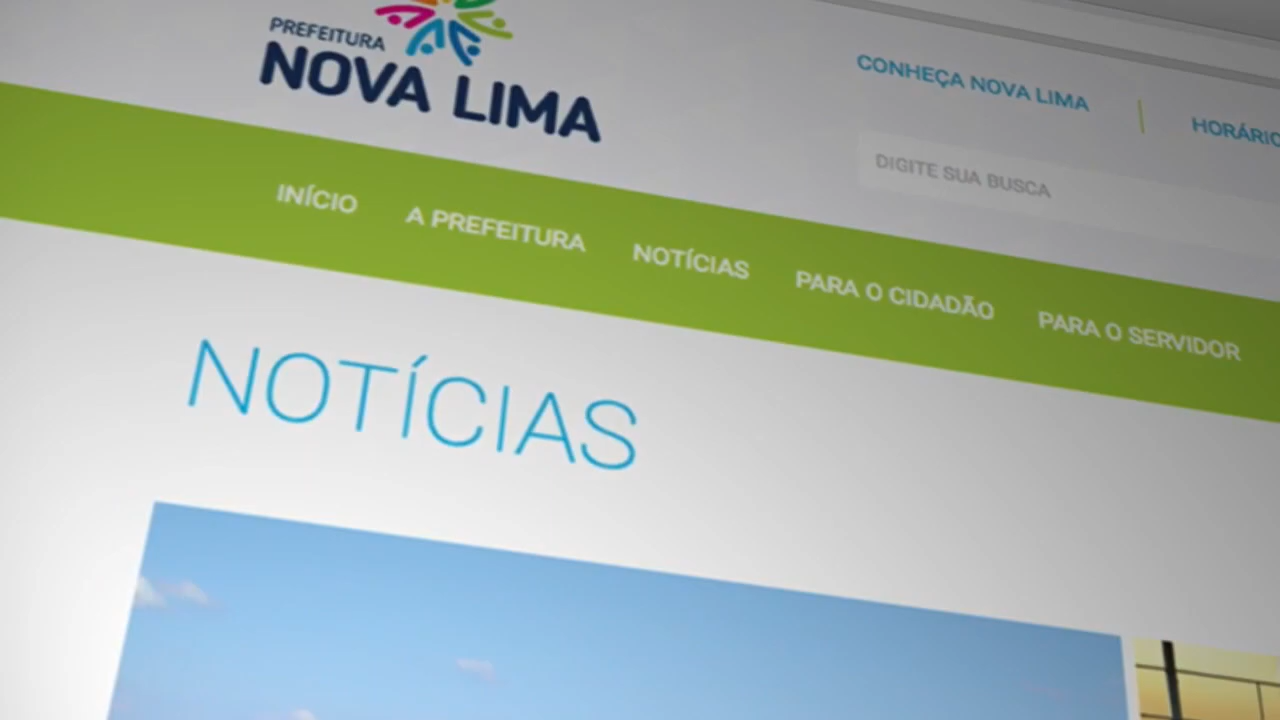 PREFEITURA
NOVA LIMA
CONHEÇA NOVA LIMA
DIGITE SUA BUSCA
INÍCIO
A PREFEITURA
NOTÍCIAS
PARA O CIDADÃO
PARA O SERVIDOR
NOTÍCIAS